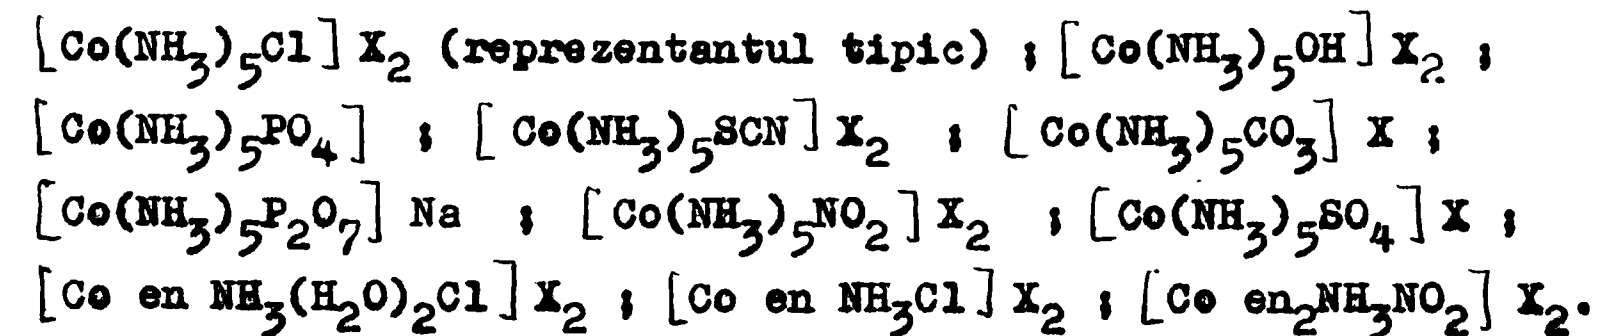 [Co(NH₃)₅Cl] X₂ (reprezentantul tipic) ; [Co(NH₃)₅OH] X₂ ;
[Co(NH₃)₅PO₄] ; [Co(NH₃)₅SCN] X₂ ; [Co(NH₃)₅CO₃] X ;
[Co(NH₃)₅P₂O₇] Na ; [Co(NH₃)₅NO₂] X₂ ; [Co(NH₃)₅SO₄] X ;
[Co en NH₃(H₂O)₂Cl] X₂ ; [Co en NH₃Cl] X₂ ; [Co en₂NH₃NO₂] X₂.